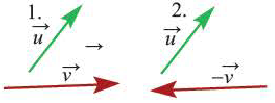 1.
u⃗
v⃗
→
2.
u⃗
−v⃗